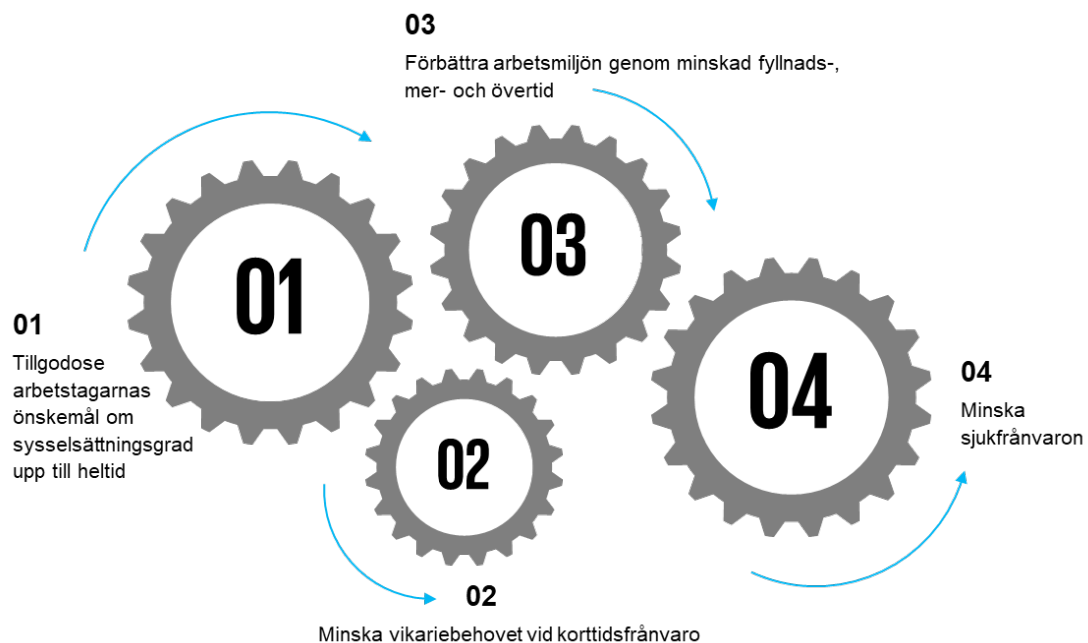 03
Förbättra arbetsmiljön genom minskad fyllnads-,
mer- och övertid
01
03
04
02
01
Tillgodose
arbetstagarnas
önskemål om
sysselsättningsgrad
upp till heltid
04
Minska
sjukfrånvaron
02
Minska vikariebehovet vid korttidsfrånvaro